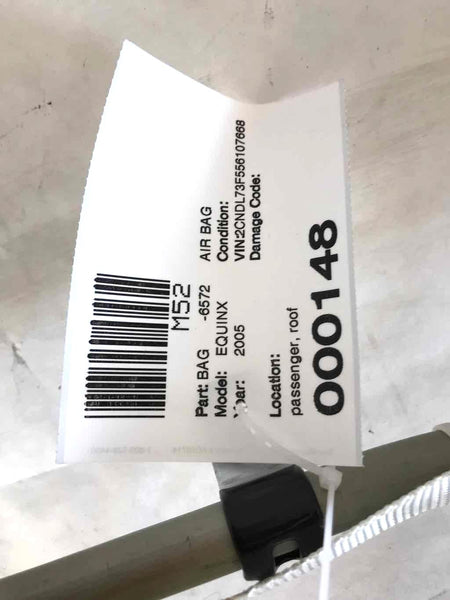 M52
Part: BAG -6572 AIR BAG
Model: EQUINX Condition:
Year: 2005 VIN:2CNDL73F556107668
Damage Code:
Location:
passenger, roof
000148